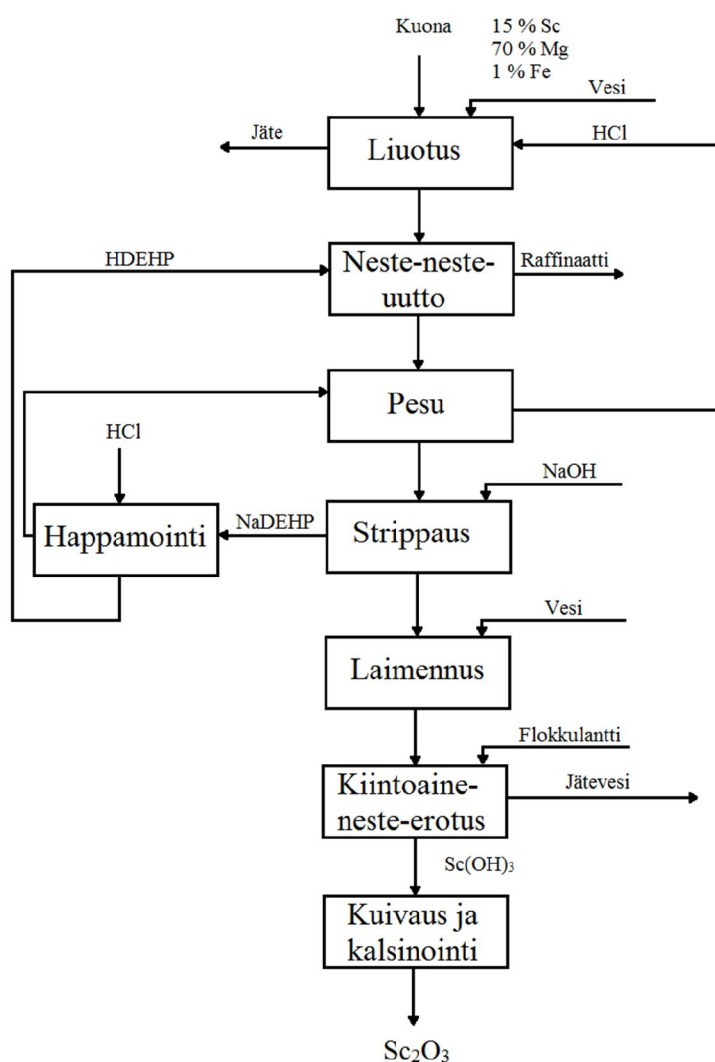 Kuona
15 % Sc
70 % Mg
1 % Fe
Vesi
Jäte
Liuotus
HCl
HDEHP
Neste-neste-
uutto
Raffinaatti
Pesu
HCl
NaOH
Happamointi
NaDEHP
Strippaus
Vesi
Laimennus
Flokkulantti
Kiintoaine-
neste-erotus
Jätevesi
Sc(OH)₃
Kuivaus ja
kalsinointi
Sc₂O₃